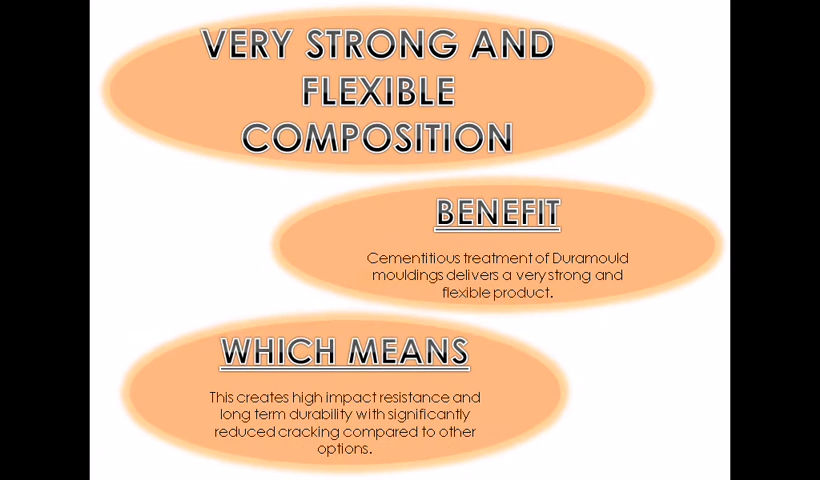 VERY STRONG AND
FLEXIBLE
COMPOSITION
BENEFIT
Cementitious treatment of Duramould
mouldings delivers a very strong and
flexible product.
WHICH MEANS
This creates high impact resistance and
long term durability with significantly
reduced cracking compared to other
options.